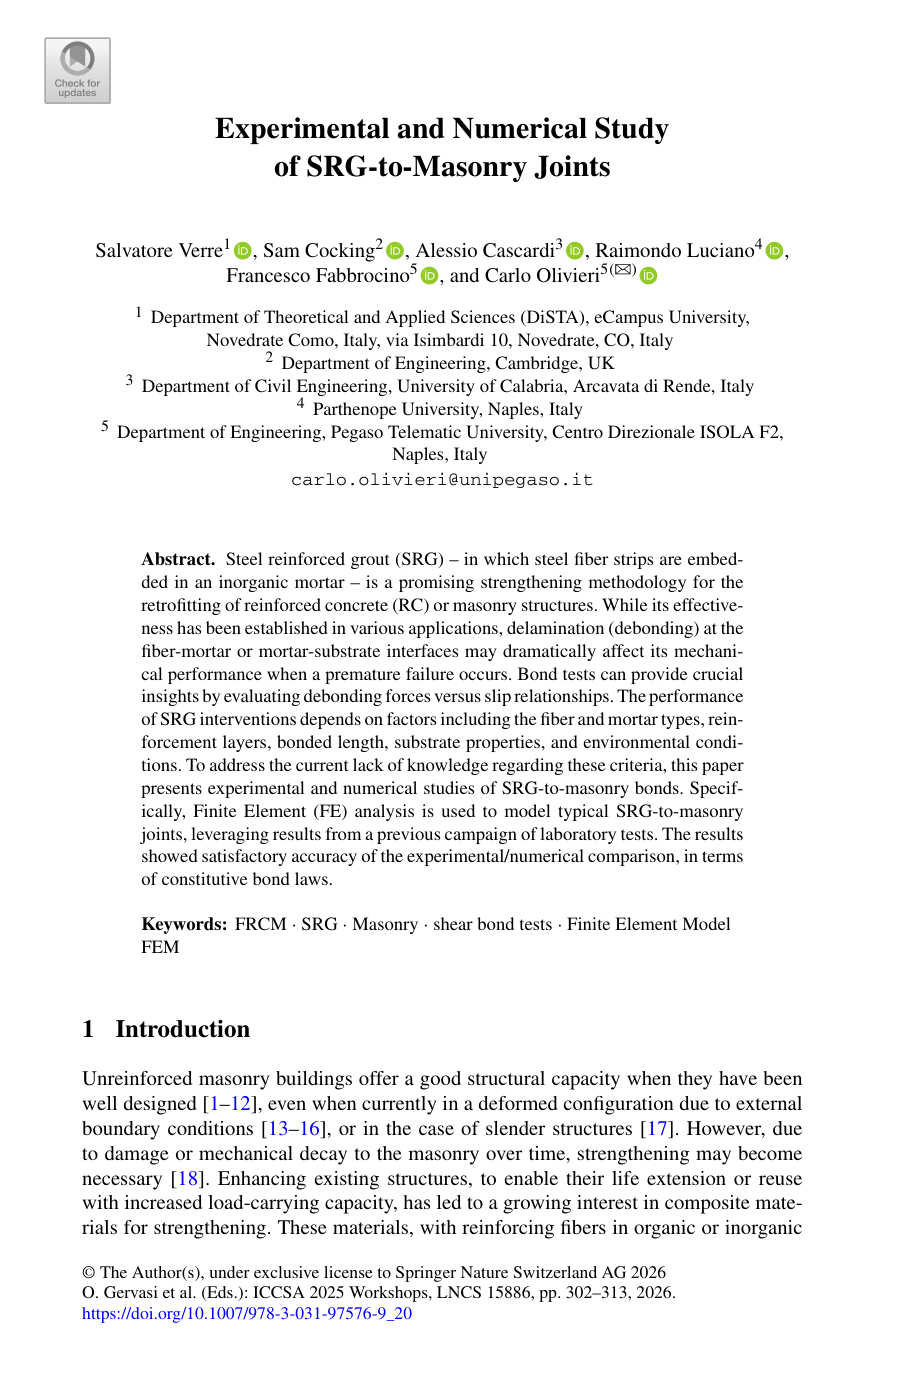 Check for
updates
Experimental and Numerical Study
of SRG-to-Masonry Joints
Salvatore Verre1 iD, Sam Cocking2 iD, Alessio Cascardi3 iD, Raimondo Luciano4 iD,
Francesco Fabbrocino5 iD, and Carlo Olivieri5(✉) iD
1 Department of Theoretical and Applied Sciences (DiSTA), eCampus University,
Novedrate Como, Italy, via Isimbardi 10, Novedrate, CO, Italy
2 Department of Engineering, Cambridge, UK
3 Department of Civil Engineering, University of Calabria, Arcavata di Rende, Italy
4 Parthenope University, Naples, Italy
5 Department of Engineering, Pegaso Telematic University, Centro Direzionale ISOLA F2,
Naples, Italy
carlo.olivieri@unipegaso.it
Abstract. Steel reinforced grout (SRG) – in which steel fiber strips are embed-
ded in an inorganic mortar – is a promising strengthening methodology for the
retrofitting of reinforced concrete (RC) or masonry structures. While its effective-
ness has been established in various applications, delamination (debonding) at the
fiber-mortar or mortar-substrate interfaces may dramatically affect its mechani-
cal performance when a premature failure occurs. Bond tests can provide crucial
insights by evaluating debonding forces versus slip relationships. The performance
of SRG interventions depends on factors including the fiber and mortar types, rein-
forcement layers, bonded length, substrate properties, and environmental condi-
tions. To address the current lack of knowledge regarding these criteria, this paper
presents experimental and numerical studies of SRG-to-masonry bonds. Specif-
ically, Finite Element (FE) analysis is used to model typical SRG-to-masonry
joints, leveraging results from a previous campaign of laboratory tests. The results
showed satisfactory accuracy of the experimental/numerical comparison, in terms
of constitutive bond laws.
Keywords: FRCM · SRG · Masonry · shear bond tests · Finite Element Model
FEM
1 Introduction
Unreinforced masonry buildings offer a good structural capacity when they have been
well designed [1–12], even when currently in a deformed configuration due to external
boundary conditions [13–16], or in the case of slender structures [17]. However, due
to damage or mechanical decay to the masonry over time, strengthening may become
necessary [18]. Enhancing existing structures, to enable their life extension or reuse
with increased load-carrying capacity, has led to a growing interest in composite mate-
rials for strengthening. These materials, with reinforcing fibers in organic or inorganic
© The Author(s), under exclusive license to Springer Nature Switzerland AG 2026
O. Gervasi et al. (Eds.): ICCSA 2025 Workshops, LNCS 15886, pp. 302–313, 2026.
https://doi.org/10.1007/978-3-031-97576-9_20